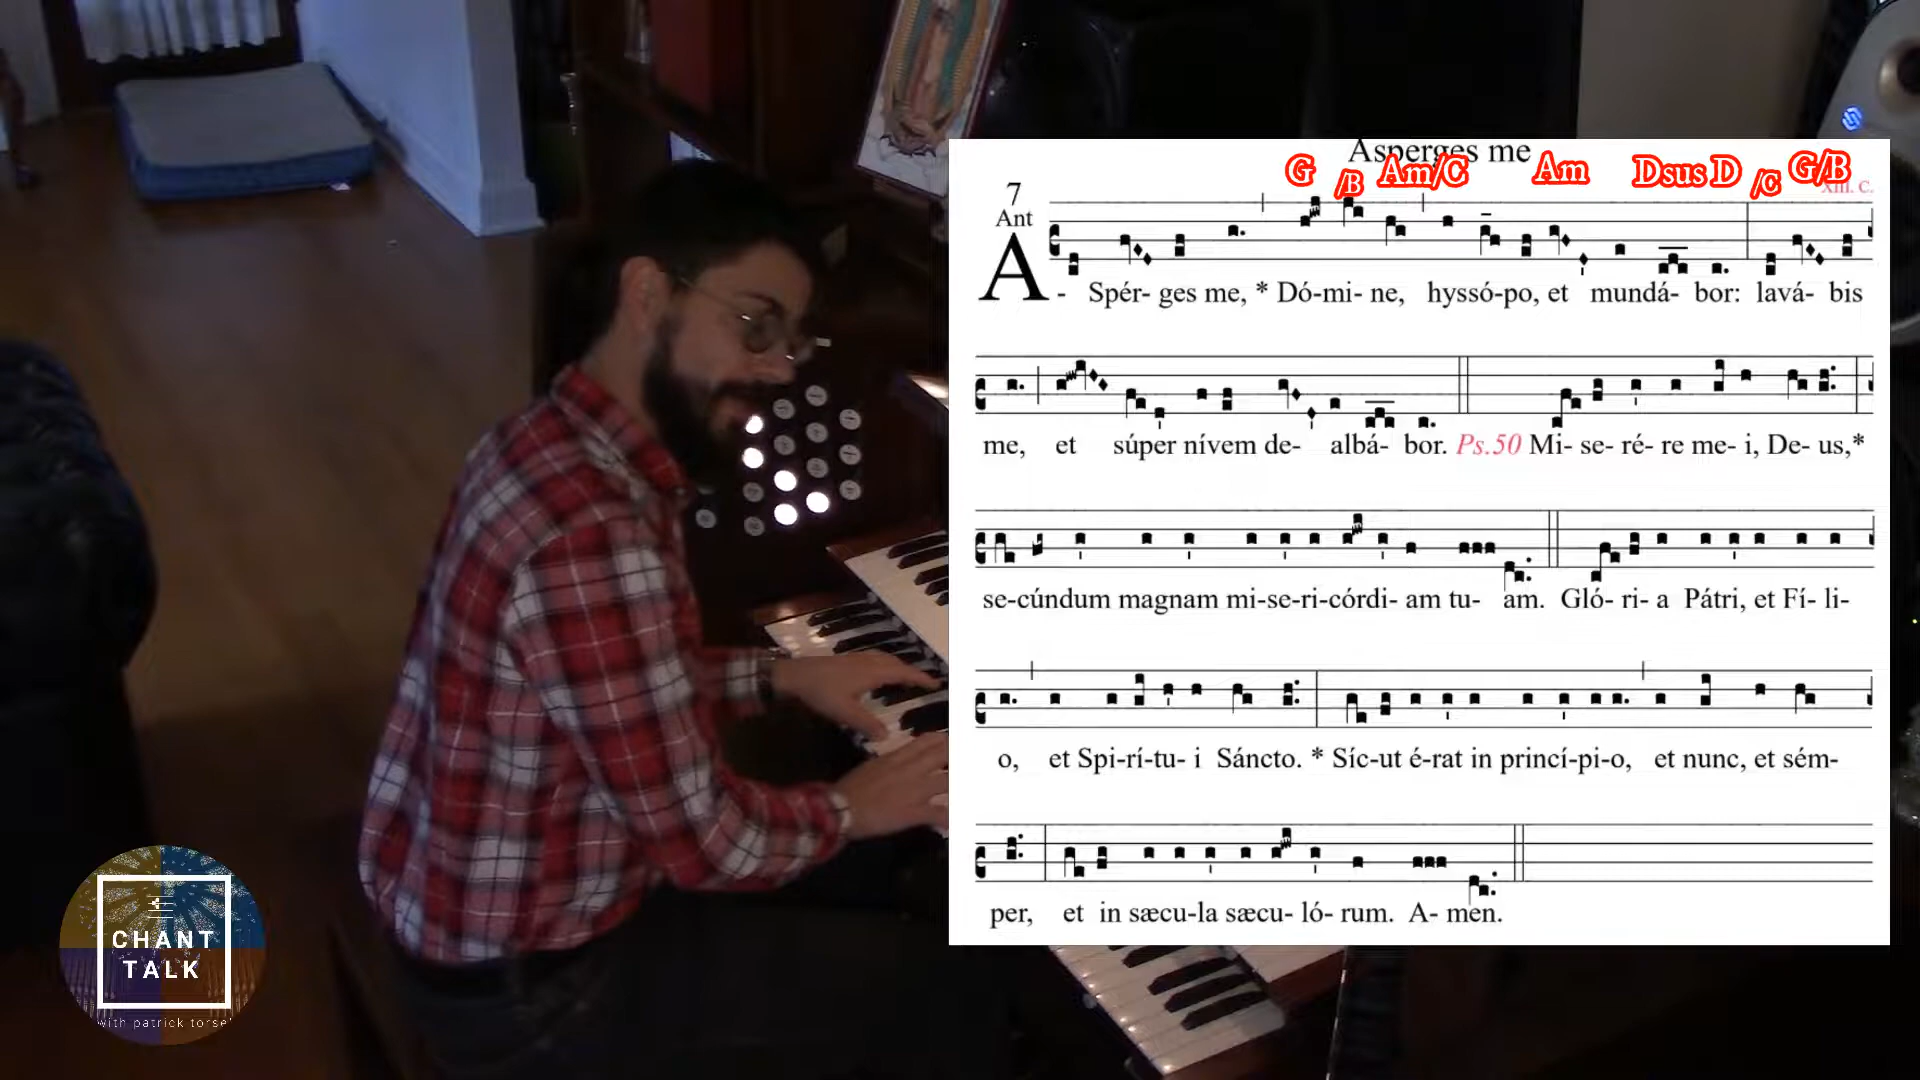 Asperges me
G /B Am/C Am Dsus D /C G/B
7
XIII. C.
Ant
A- Spér- ges me, * Dó-mi- ne, hyssó-po, et mundá- bor: lavá- bis
me, et súper nívem de- albá- bor. Ps.50 Mi- se- ré- re me- i, De- us,*
se-cúndum magnam mi-se-ri-córdi- am tu- am. Gló- ri- a Pátri, et Fí- li-
o, et Spi-rí-tu- i Sáncto. * Síc-ut é-rat in princí-pi-o, et nunc, et sém-
per, et in sæcu-la sæcu- ló- rum. A- men.
CHANT
TALK
with patrick torsel